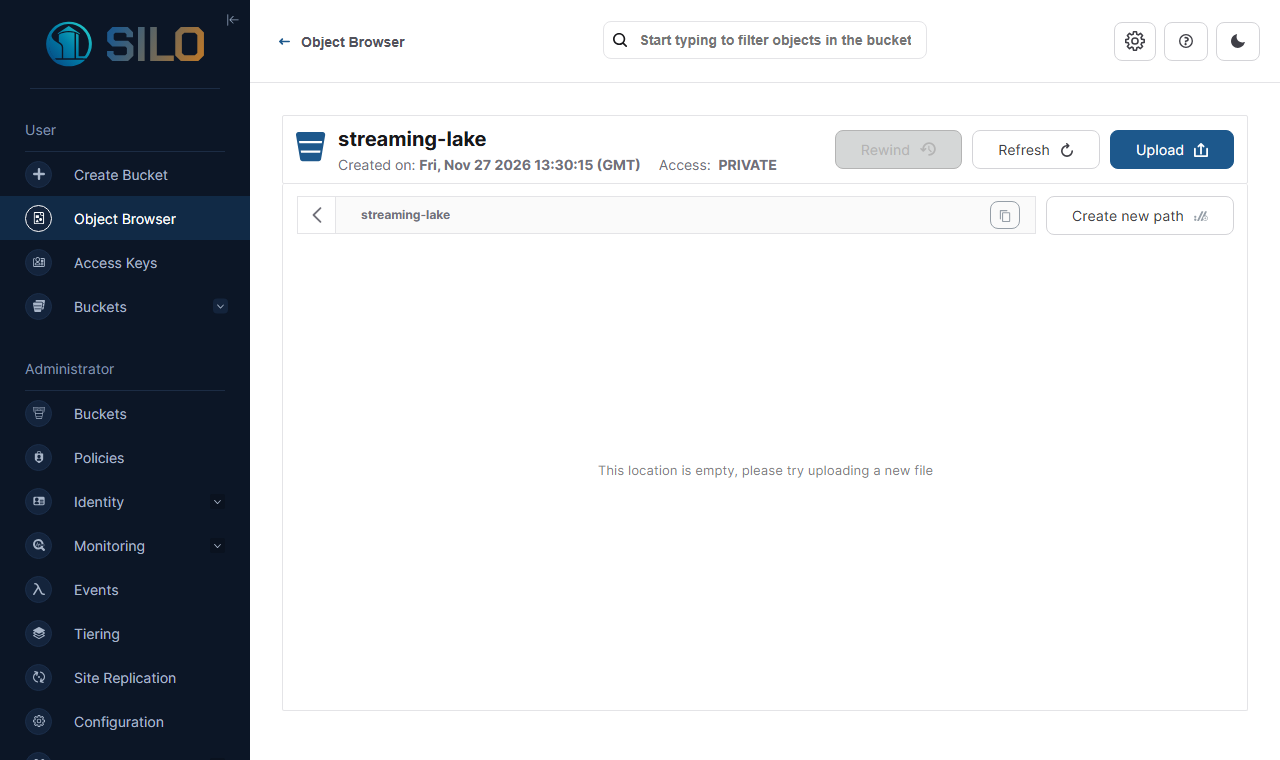 SILO
User
Create Bucket
Object Browser
Access Keys
Buckets
Administrator
Buckets
Policies
Identity
Monitoring
Events
Tiering
Site Replication
Configuration
Object Browser
Start typing to filter objects in the bucket
streaming-lake
Created on: Fri, Nov 27 2026 13:30:15 (GMT) Access: PRIVATE
Rewind
Refresh
Upload
streaming-lake
Create new path
This location is empty, please try uploading a new file